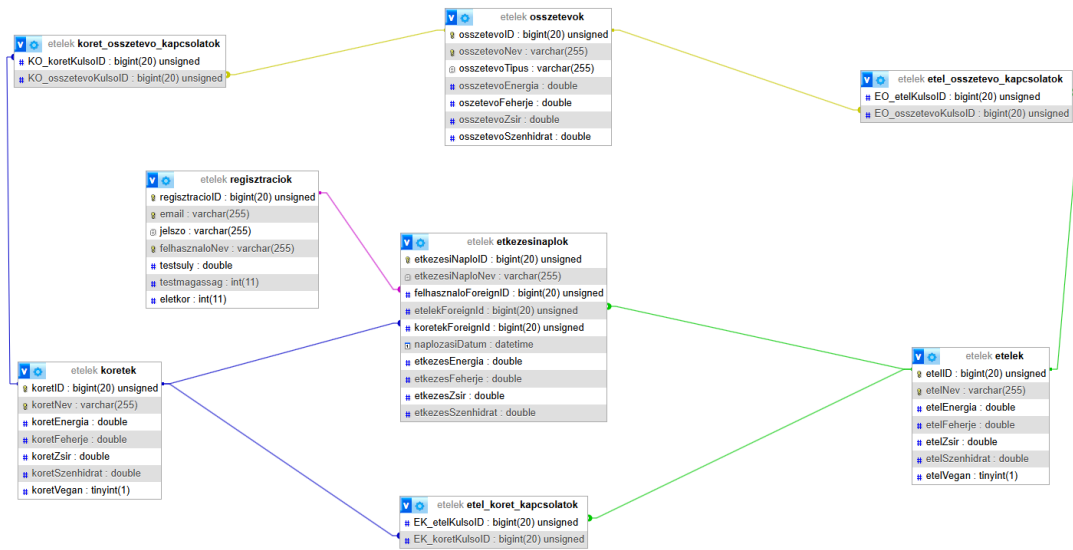 etelek osszetevok
osszetevoID : bigint(20) unsigned
osszetevoNev : varchar(255)
osszetevoTipus : varchar(255)
osszetevoEnergia : double
oszetevoFeherje : double
osszetevoZsir : double
osszetevoSzenhidrat : double
etelek koret_osszetevo_kapcsolatok
KO_koretKulsoID : bigint(20) unsigned
KO_osszetevoKulsoID : bigint(20) unsigned
etelek etel_osszetevo_kapcsolatok
EO_etelKulsoID : bigint(20) unsigned
EO_osszetevoKulsoID : bigint(20) unsigned
etelek regisztraciok
regisztracioID : bigint(20) unsigned
email : varchar(255)
jelszo : varchar(255)
felhasznaloNev : varchar(255)
testsuly : double
testmagassag : int(11)
eletkor : int(11)
etelek etkezesinaplok
etkezesiNaploID : bigint(20) unsigned
etkezesiNaploNev : varchar(255)
felhasznaloForeignID : bigint(20) unsigned
etelekForeignId : bigint(20) unsigned
koretekForeignId : bigint(20) unsigned
naplozasiDatum : datetime
etkezesEnergia : double
etkezesFeherje : double
etkezesZsir : double
etkezesSzenhidrat : double
etelek koretek
koretID : bigint(20) unsigned
koretNev : varchar(255)
koretEnergia : double
koretFeherje : double
koretZsir : double
koretSzenhidrat : double
koretVegan : tinyint(1)
etelek etelek
etelID : bigint(20) unsigned
etelNev : varchar(255)
etelEnergia : double
etelFeherje : double
etelZsir : double
etelSzenhidrat : double
etelVegan : tinyint(1)
etelek etel_koret_kapcsolatok
EK_etelKulsoID : bigint(20) unsigned
EK_koretKulsoID : bigint(20) unsigned